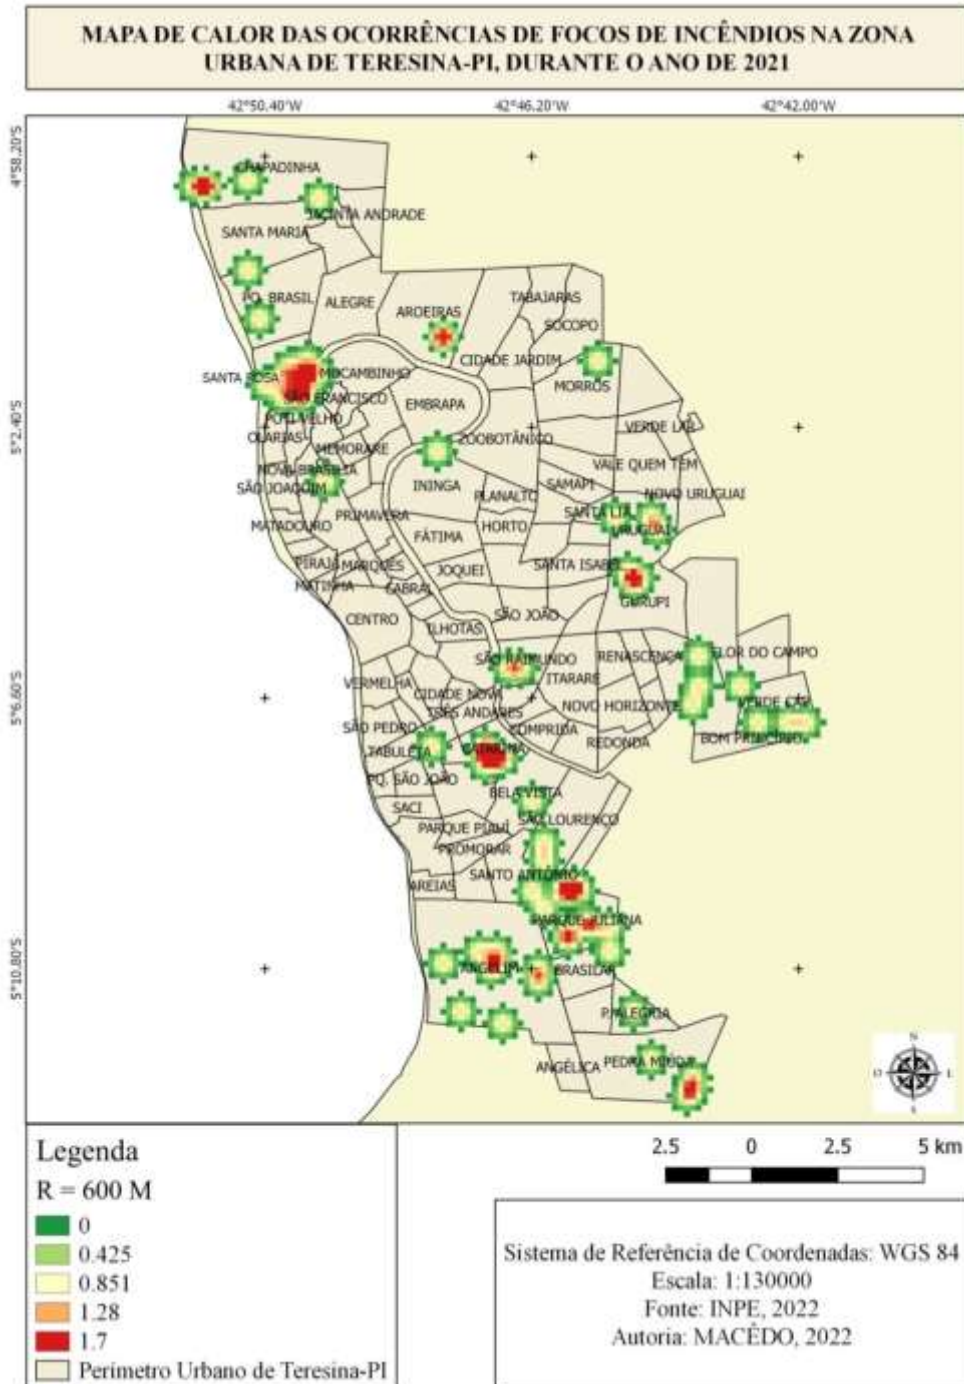 MAPA DE CALOR DAS OCORRÊNCIAS DE FOCOS DE INCÊNDIOS NA ZONA
URBANA DE TERESINA-PI, DURANTE O ANO DE 2021
42°50.40'W 42°46.20'W 42°42.00'W
4°58.20'S
CHAPADINHA
JACINTA ANDRADE
SANTA MARIA
TABAJARAS
PQ. BRASIL
ALEGRE
AROEIRAS
SOCOPO
CIDADE JARDIM
MOCAMBINHO
SANTA ROSA
MORROS
SÃO FRANCISCO
EMBRAPA
POTI VELHO
5°2.40'S
VERDE LAR
OLARIAS
ZOOBOTÂNICO
MEMORARE
VALE QUEM TEM
NOVA BRASÍLIA
SÃO JOAQUIM
ININGA
SAMAPI
PLANALTO
NOVO URUGUAI
SANTA LIA
PRIMAVERA
MATADOURO
HORTO
URUGUAI
FÁTIMA
PIRAJÁ
MARQUES
JOQUEI
SANTA ISABEL
MATINHA
CABRAL
GURUPI
CENTRO
SÃO JOÃO
ILHOTAS
SÃO RAIMUNDO
RENASCENÇA
FLOR DO CAMPO
ITARARE
VERMELHA
CIDADE NOVA
5°6.60'S
VERDE CAP
NOVO HORIZONTE
TRÊS ANDARES
SÃO PEDRO
COMPRIDA
BOM PRINCÍPIO
REDONDA
TABULETA
CATARINA
PQ. SÃO JOÃO
BELA VISTA
SACI
SÃO LOURENÇO
PARQUE PIAUÍ
PROMORAR
SANTO ANTÔNIO
AREIAS
PARQUE JULIANA
5°10.80'S
ANGELIM
BRASILAR
P. ALEGRIA
ANGÉLICA
PEDRA MIUDA
N
O L
S
Legenda
R = 600 M
0
0.425
0.851
1.28
1.7
Perímetro Urbano de Teresina-PI
2.5 0 2.5 5 km
Sistema de Referência de Coordenadas: WGS 84
Escala: 1:130000
Fonte: INPE, 2022
Autoria: MACÊDO, 2022